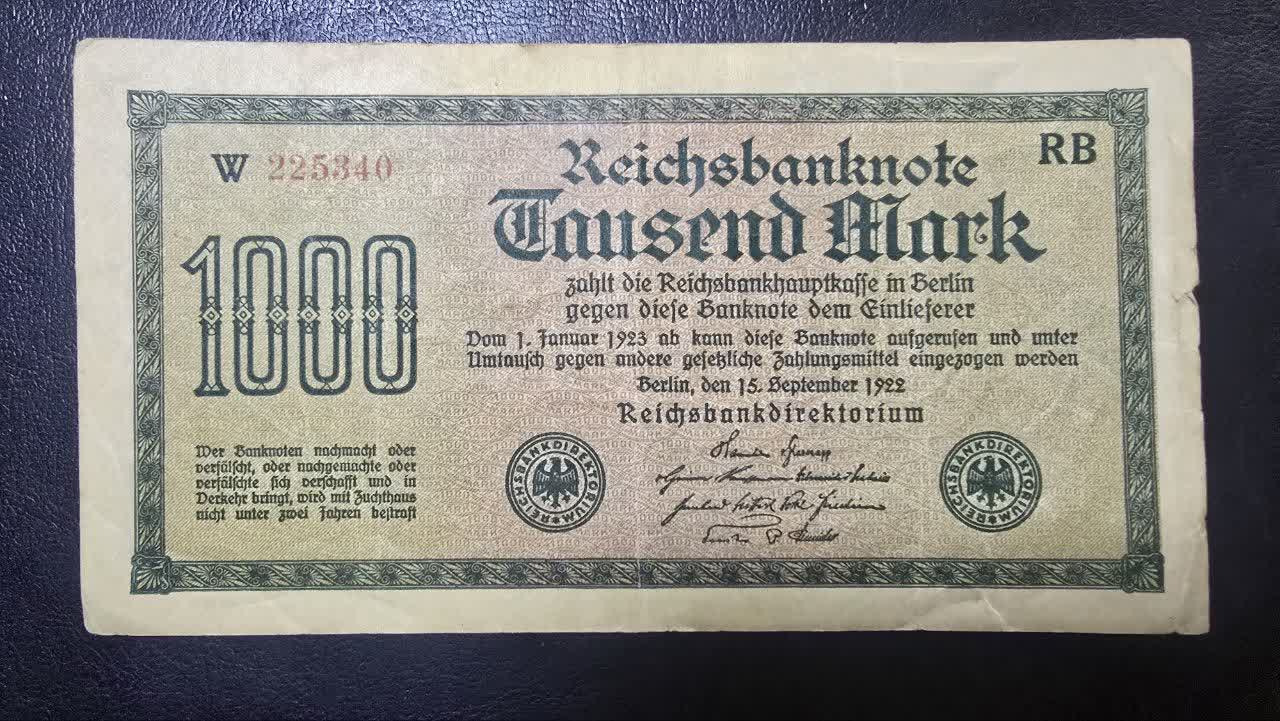 W 225340
RB
Reichsbanknote
Tausend Mark
1000
zahlt die Reichsbankhauptkasse in Berlin
gegen diese Banknote dem Einlieferer
Vom 1. Januar 1923 ab kann diese Banknote aufgerufen und unter
Umtausch gegen andere gesetzliche Zahlungsmittel eingezogen werden
Berlin, den 15. September 1922
Reichsbankdirektorium
Wer Banknoten nachmacht oder
verfälscht, oder nachgemachte oder
verfälschte sich verschafft und in
Verkehr bringt, wird mit Zuchthaus
nicht unter zwei Jahren bestraft
REICHSBANKDIREKTORIUM
REICHSBANKDIREKTORIUM